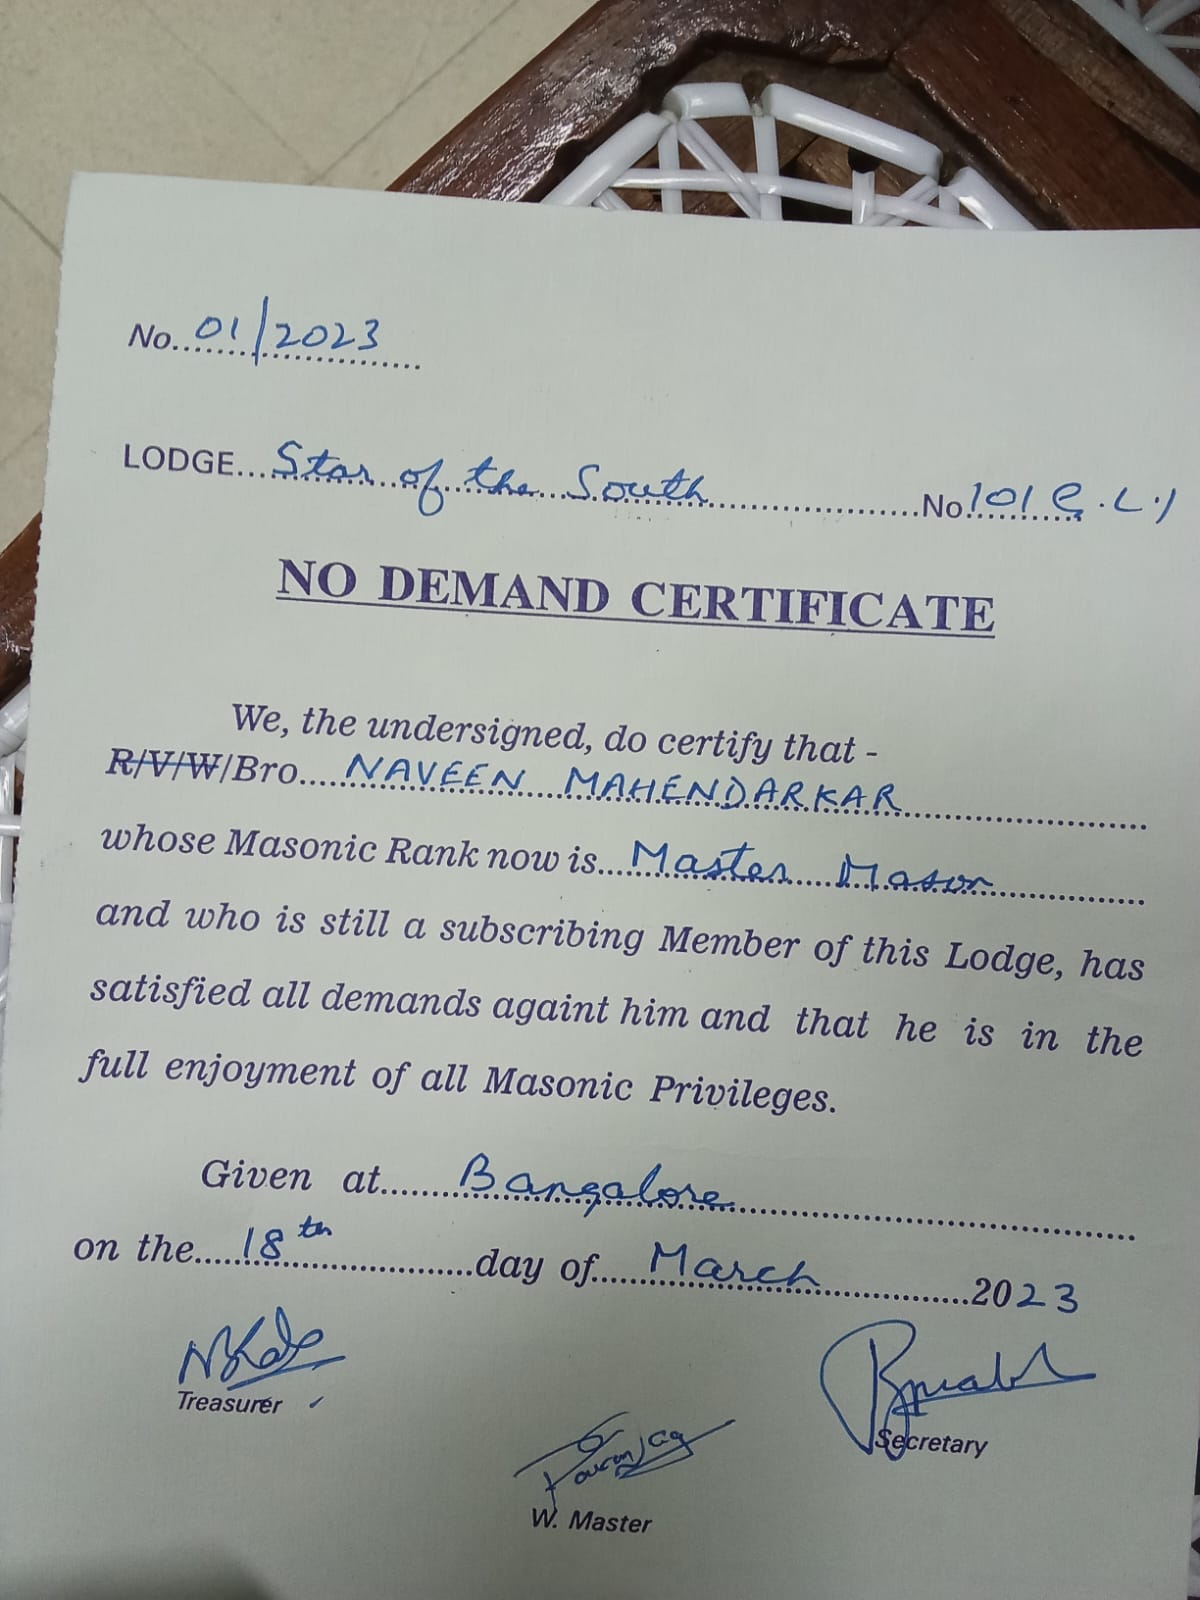 No. 01/2023
LODGE... Star of the South ... No. 101 G.L.I
NO DEMAND CERTIFICATE
We, the undersigned, do certify that -
R/V/W/Bro.... NAVEEN MAHENDARKAR
whose Masonic Rank now is... Master Mason
and who is still a subscribing Member of this Lodge, has
satisfied all demands againt him and that he is in the
full enjoyment of all Masonic Privileges.
Given at... Bangalore
on the.... 18th ...day of... March ...2023
Treasurer
Secretary
W. Master